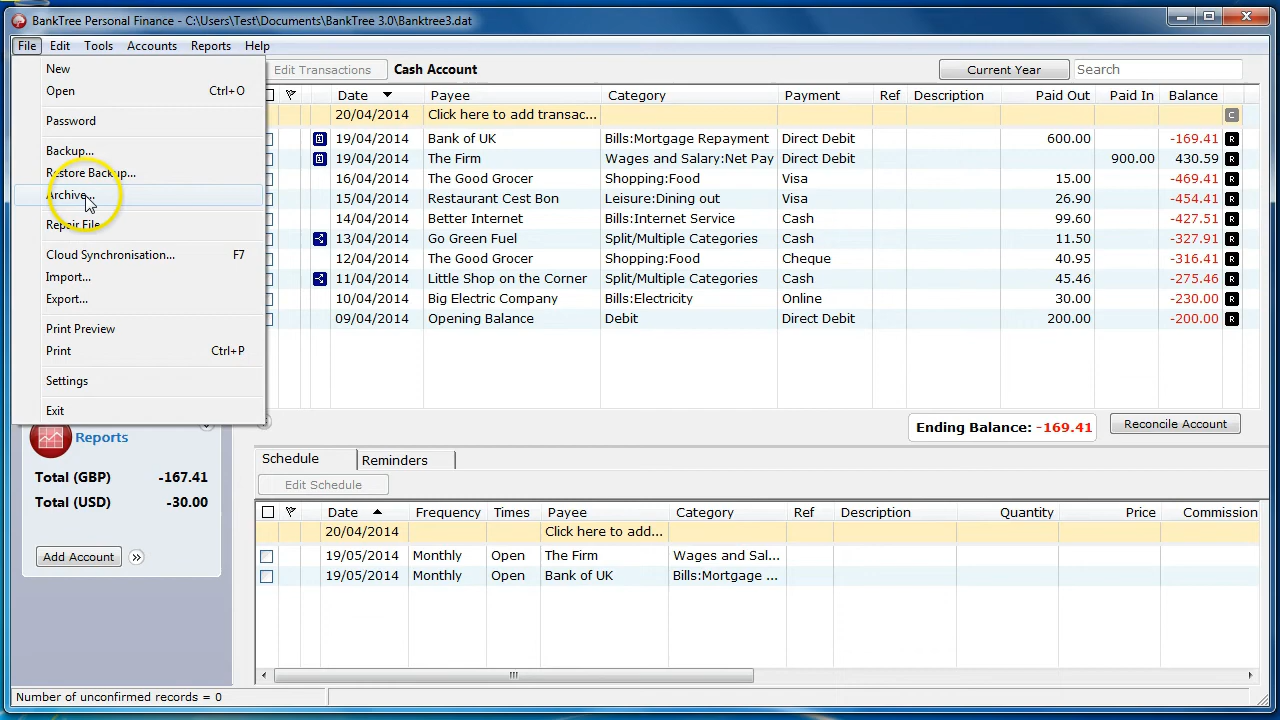 BankTree Personal Finance - C:\Users\Test\Documents\BankTree 3.0\Banktree3.dat
File Edit Tools Accounts Reports Help
New
Open Ctrl+O
Password
Backup...
Restore Backup...
Archive...
Repair File
Cloud Synchronisation... F7
Import...
Export...
Print Preview
Print Ctrl+P
Settings
Exit
Edit Transactions Cash Account Current Year Search
Date Payee Category Payment Ref Description Paid Out Paid In Balance
20/04/2014 Click here to add transac... C
19/04/2014 Bank of UK Bills:Mortgage Repayment Direct Debit 600.00 -169.41 R
19/04/2014 The Firm Wages and Salary:Net Pay Direct Debit 900.00 430.59 R
16/04/2014 The Good Grocer Shopping:Food Visa 15.00 -469.41 R
15/04/2014 Restaurant Cest Bon Leisure:Dining out Visa 26.90 -454.41 R
14/04/2014 Better Internet Bills:Internet Service Cash 99.60 -427.51 R
13/04/2014 Go Green Fuel Split/Multiple Categories Cash 11.50 -327.91 R
12/04/2014 The Good Grocer Shopping:Food Cheque 40.95 -316.41 R
11/04/2014 Little Shop on the Corner Split/Multiple Categories Cash 45.46 -275.46 R
10/04/2014 Big Electric Company Bills:Electricity Online 30.00 -230.00 R
09/04/2014 Opening Balance Debit Direct Debit 200.00 -200.00 R
Ending Balance: -169.41 Reconcile Account
Reports
Total (GBP) -167.41
Total (USD) -30.00
Add Account
Schedule Reminders
Edit Schedule
Date Frequency Times Payee Category Ref Description Quantity Price Commission
20/04/2014 Click here to add...
19/05/2014 Monthly Open The Firm Wages and Sal...
19/05/2014 Monthly Open Bank of UK Bills:Mortgage ...
Number of unconfirmed records = 0